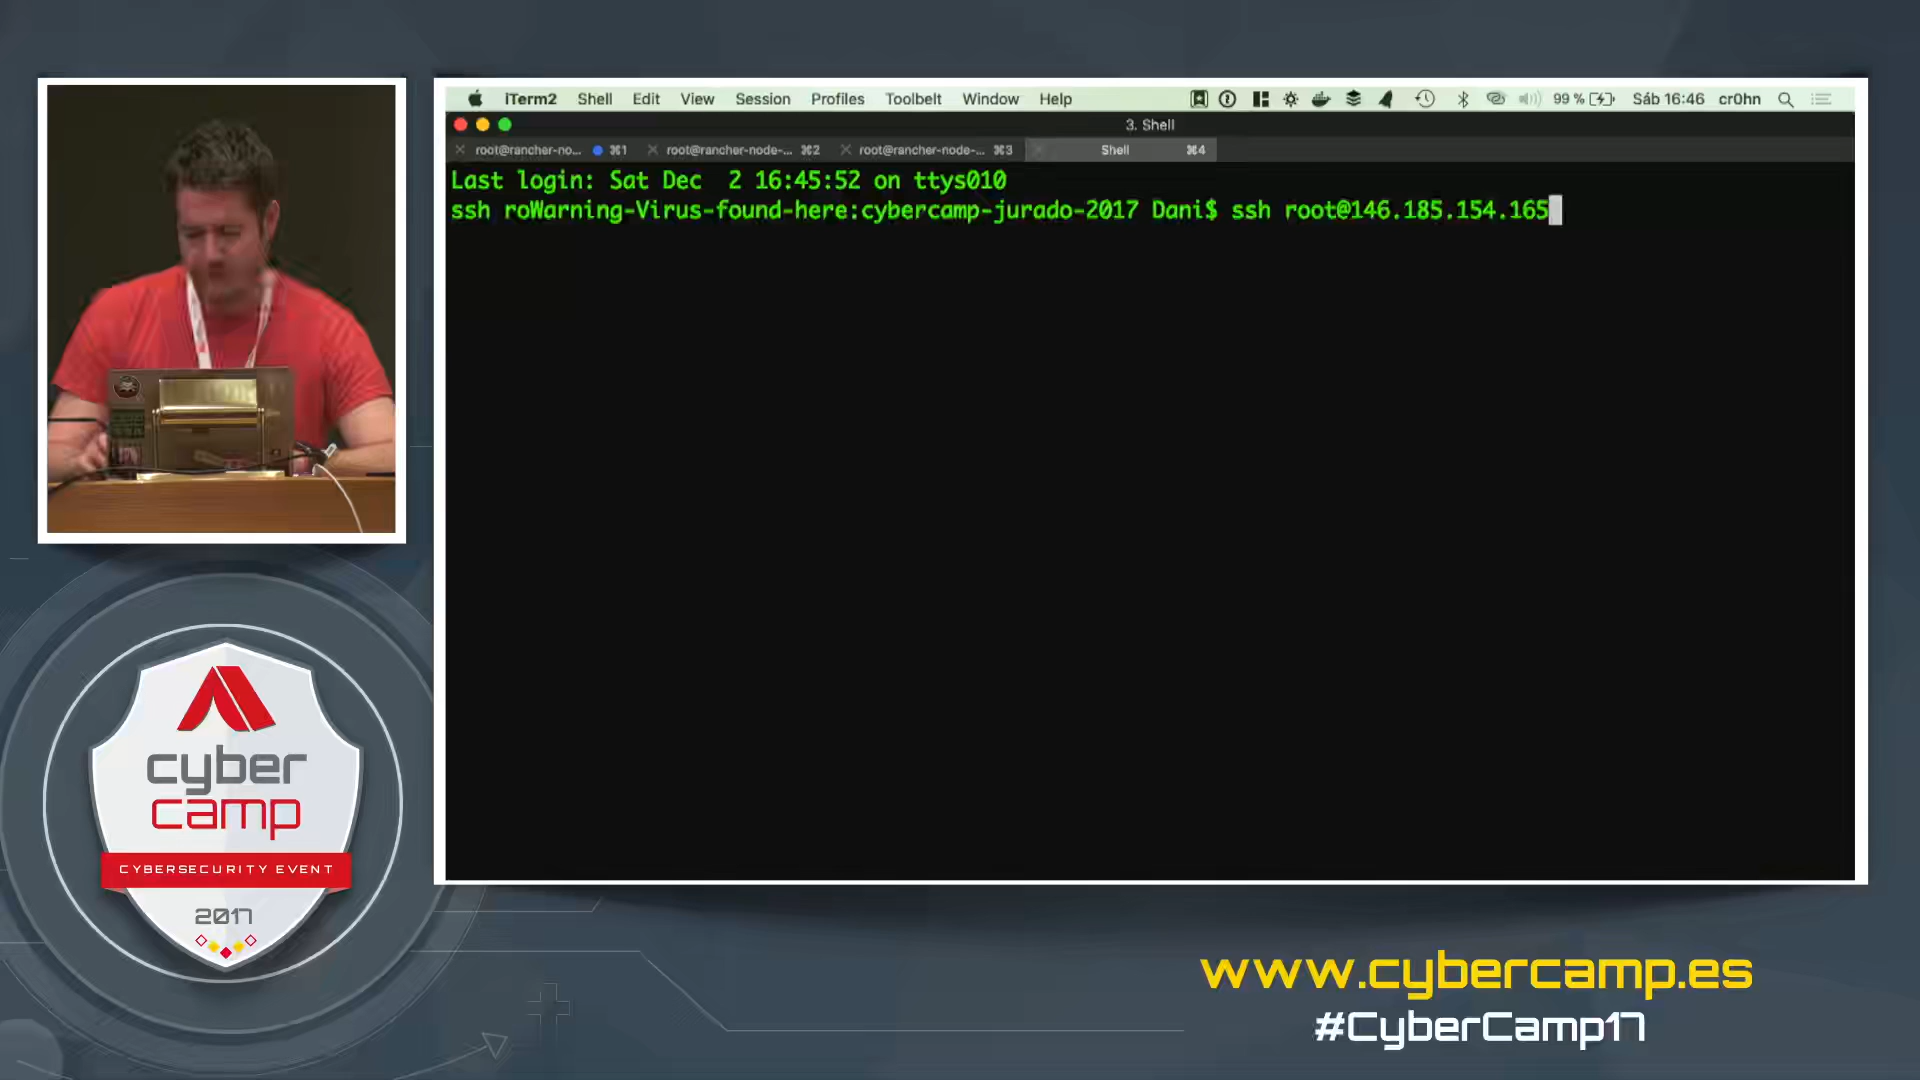 iTerm2 Shell Edit View Session Profiles Toolbelt Window Help 99 % Sáb 16:46 cr0hn
3. Shell
root@rancher-no... ⌘1 root@rancher-node-... ⌘2 root@rancher-node-... ⌘3 Shell ⌘4
Last login: Sat Dec  2 16:45:52 on ttys010
ssh roWarning-Virus-found-here:cybercamp-jurado-2017 Dani$ ssh root@146.185.154.165
cyber
camp
CYBERSECURITY EVENT
2017
www.cybercamp.es
#CyberCamp17